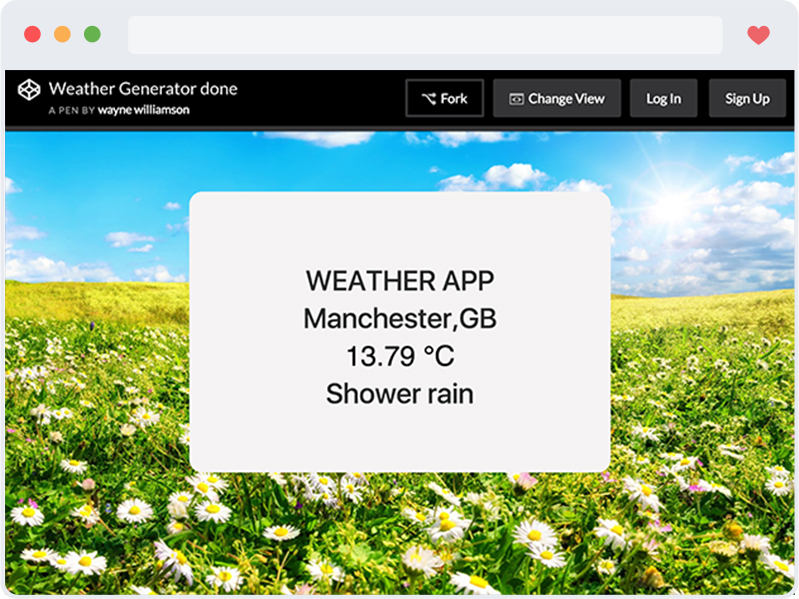 Weather Generator done
A PEN BY wayne williamson
Fork
Change View
Log In
Sign Up
WEATHER APP
Manchester,GB
13.79 °C
Shower rain